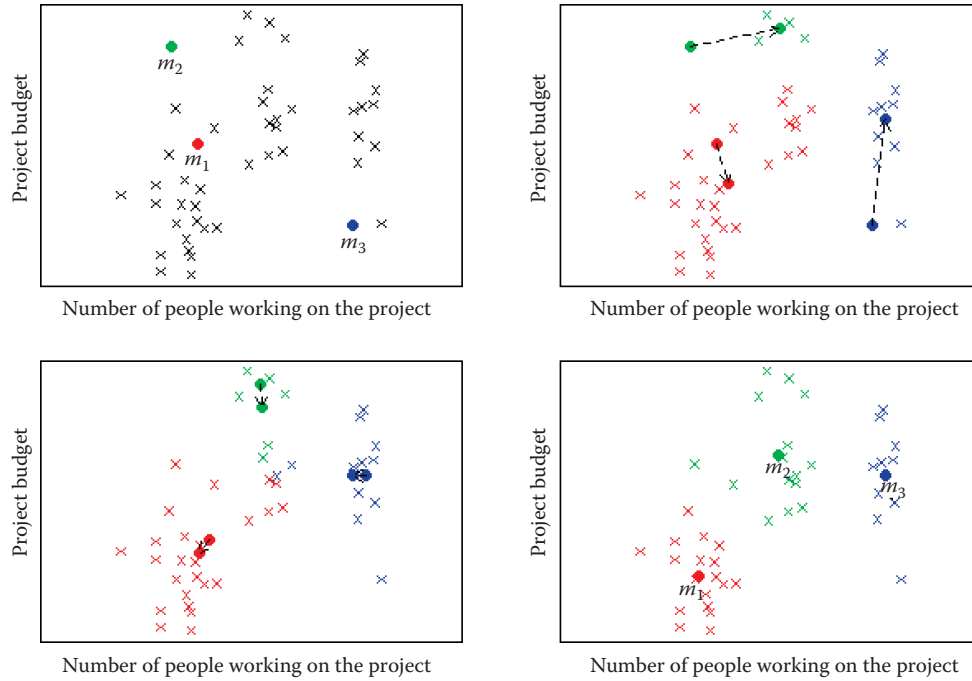 Project budget
m₂
m₁
m₃
Number of people working on the project
Project budget
Number of people working on the project
Project budget
Number of people working on the project
Project budget
m₂
m₃
m₁
Number of people working on the project